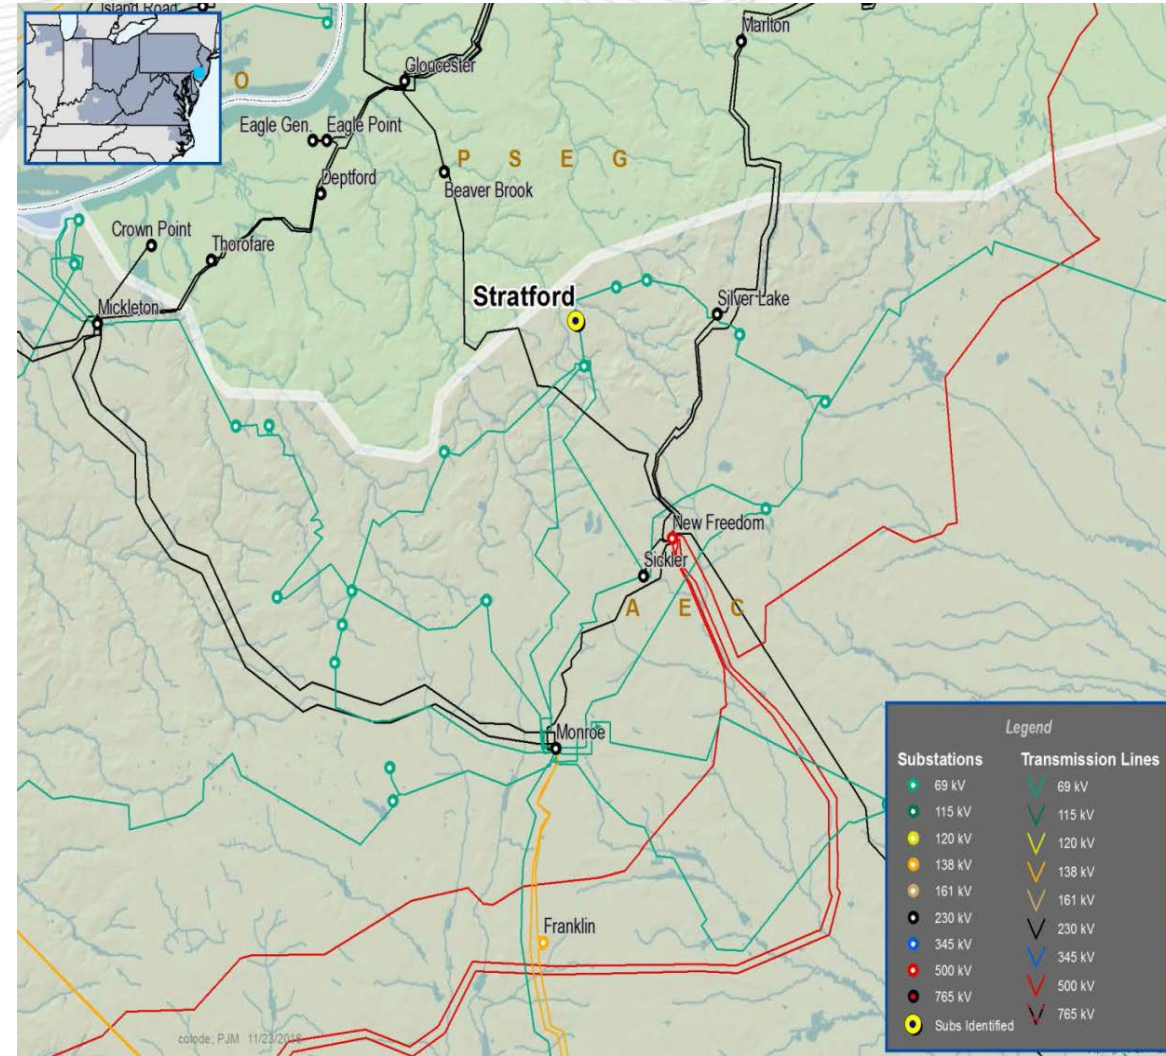 Island Road
Marlton
Gloucester
O
Eagle Gen.
Eagle Point
P S E G
Beaver Brook
Deptford
Crown Point
Thorofare
Stratford
Silver Lake
Mickleton
New Freedom
Sickler
A E C
Monroe
Franklin
Legend
Substations
Transmission Lines
69 kV
69 kV
115 kV
115 kV
120 kV
120 kV
138 kV
138 kV
161 kV
161 kV
230 kV
230 kV
345 kV
345 kV
500 kV
500 kV
765 kV
765 kV
Subs Identified
colode; PJM 11/23/2016